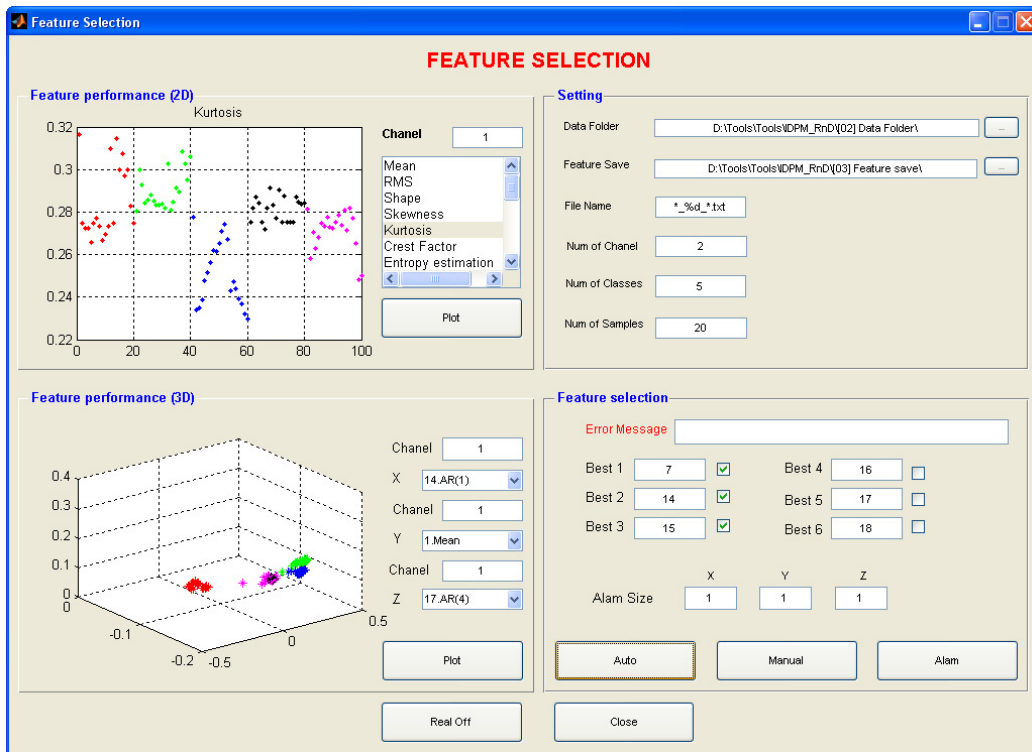 Feature Selection
FEATURE SELECTION
Feature performance (2D)
Kurtosis
0.32
0.3
0.28
0.26
0.24
0.22
0 20 40 60 80 100
Chanel 1
Mean
RMS
Shape
Skewness
Kurtosis
Crest Factor
Entropy estimation
Plot
Setting
Data Folder D:\Tools\Tools\IDPM_RnD\[02] Data Folder\ ...
Feature Save D:\Tools\Tools\IDPM_RnD\[03] Feature save\ ...
File Name *_%d_*.txt
Num of Chanel 2
Num of Classes 5
Num of Samples 20
Feature performance (3D)
0.4
0.3
0.2
0.1
0
0
-0.1
-0.2
-0.5
0
0.5
Chanel 1
X 14.AR(1)
Chanel 1
Y 1.Mean
Chanel 1
Z 17.AR(4)
Plot
Feature selection
Error Message
Best 1 7 Best 4 16
Best 2 14 Best 5 17
Best 3 15 Best 6 18
X Y Z
Alam Size 1 1 1
Auto Manual Alam
Real Off Close